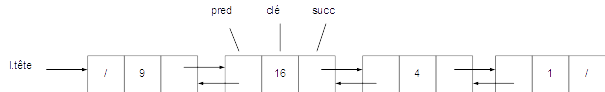 pred clé succ
l.tête / 9 16 4 1 /